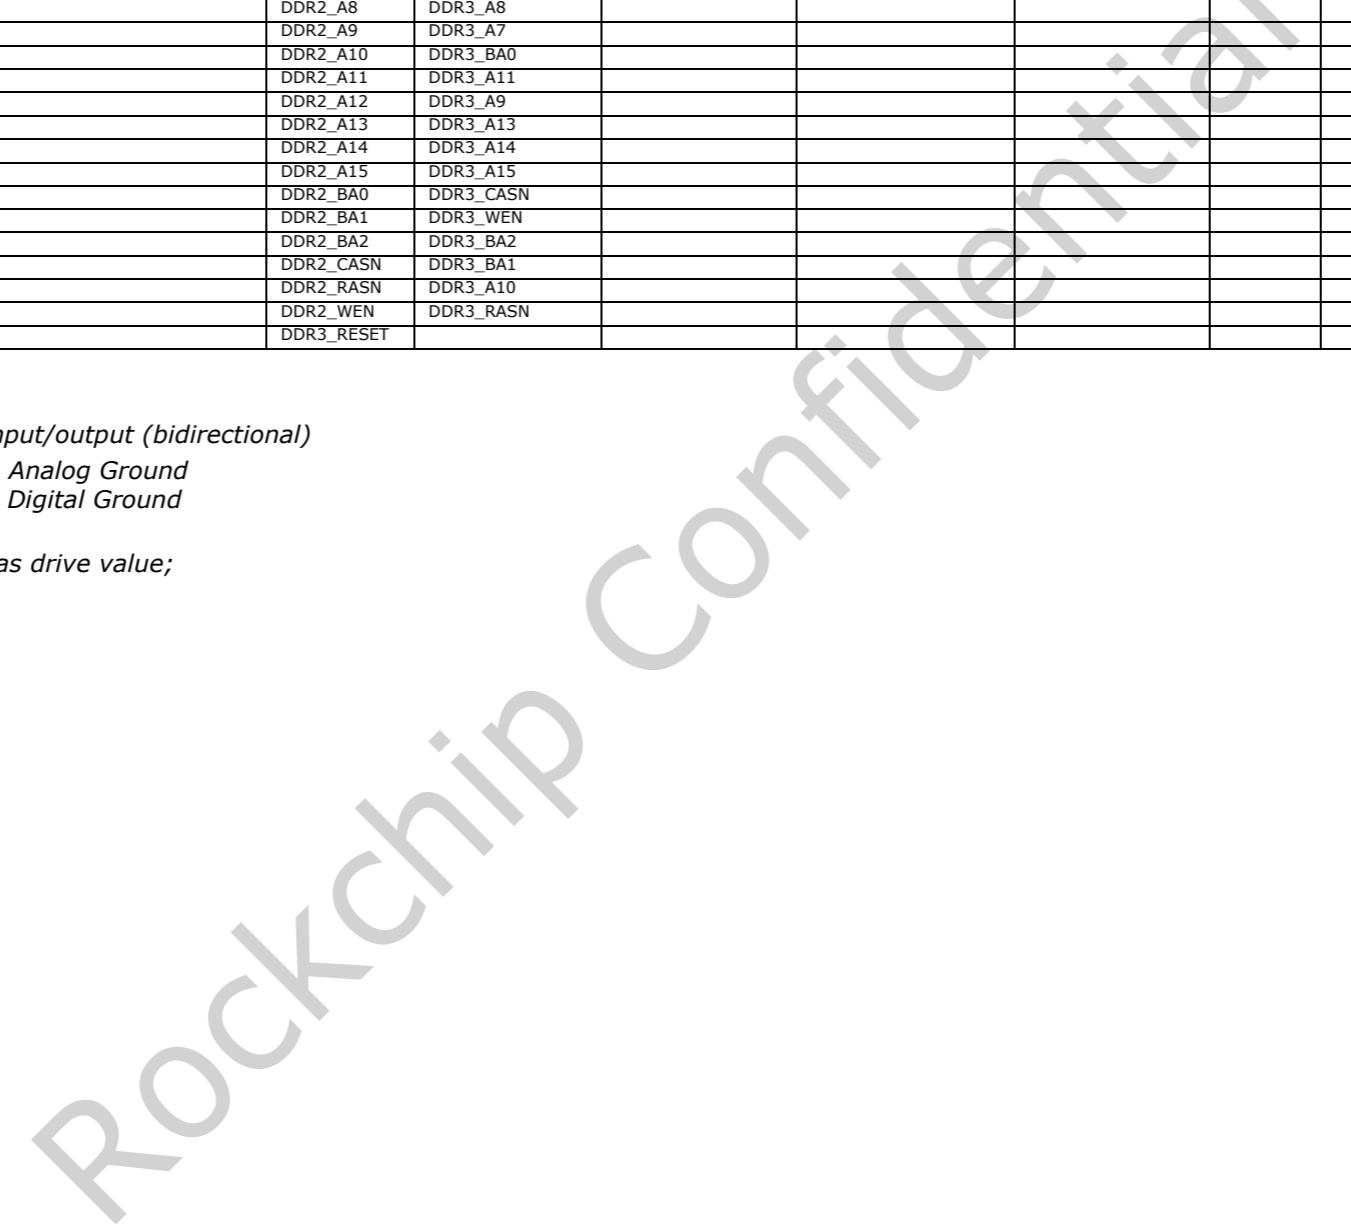 DDR2_A8 DDR3_A8
DDR2_A9 DDR3_A7
DDR2_A10 DDR3_BA0
DDR2_A11 DDR3_A11
DDR2_A12 DDR3_A9
DDR2_A13 DDR3_A13
DDR2_A14 DDR3_A14
DDR2_A15 DDR3_A15
DDR2_BA0 DDR3_CASN
DDR2_BA1 DDR3_WEN
DDR2_BA2 DDR3_BA2
DDR2_CASN DDR3_BA1
DDR2_RASN DDR3_A10
DDR2_WEN DDR3_RASN
DDR3_RESET
nput/output (bidirectional)
Analog Ground
Digital Ground
as drive value;
Rockchip Confidential